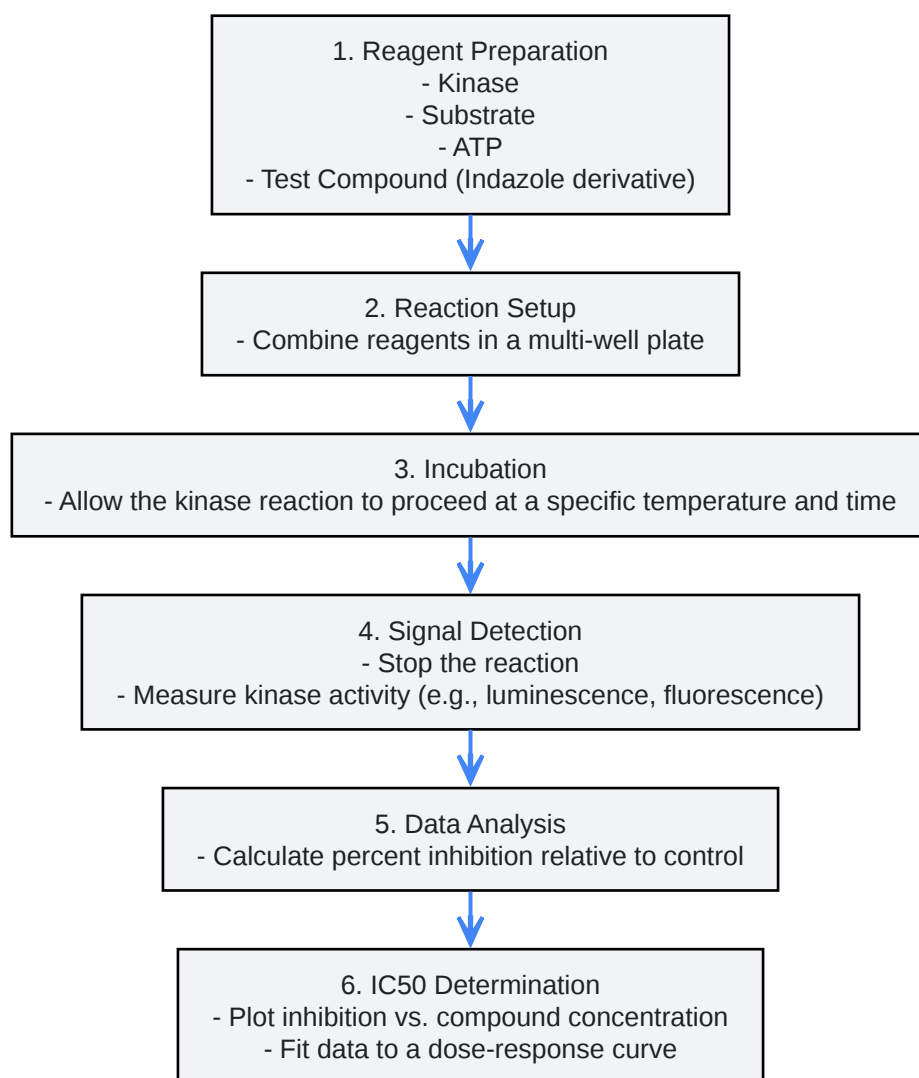 1. Reagent Preparation
- Kinase
- Substrate
- ATP
- Test Compound (Indazole derivative)
2. Reaction Setup
- Combine reagents in a multi-well plate
3. Incubation
- Allow the kinase reaction to proceed at a specific temperature and time
4. Signal Detection
- Stop the reaction
- Measure kinase activity (e.g., luminescence, fluorescence)
5. Data Analysis
- Calculate percent inhibition relative to control
6. IC50 Determination
- Plot inhibition vs. compound concentration
- Fit data to a dose-response curve